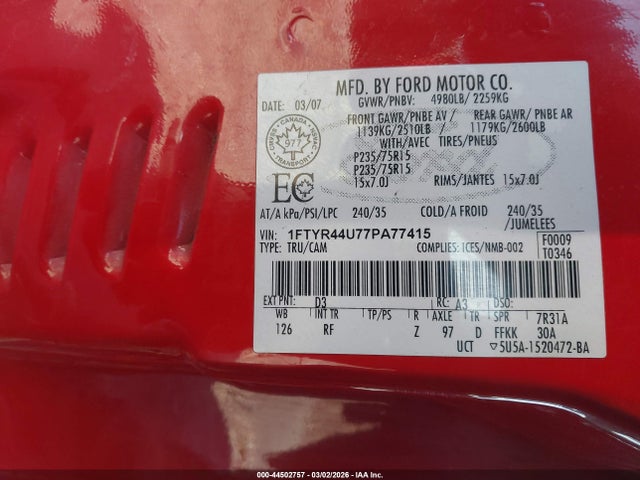 MFD. BY FORD MOTOR CO.
DATE: 03/07 GVWR/PNBV: 4980LB/ 2259KG
FRONT GAWR/PNBE AV / REAR GAWR / PNBE AR
1139KG/2510LB 1179KG/2600LB
WITH/AVEC TIRES/PNEUS
P235/75R15
P235/75R15
15x7.0J RIMS/JANTES 15x7.0J
CANADA
977
TRANSPORT
EC
AT/A kPa/PSI/LPC 240/35 COLD/A FROID 240/35
/JUMELEES
VIN: 1FTYR44U77PA77415
TYPE: TRU/CAM COMPLIES: ICES/NMB-002
F0009
T0346
EXT PNT: D3 RC: A3 DSO:
WB INT TR TP/PS R AXLE TR SPR 7R31A
126 RF Z 97 D FFKK 30A
UCT ▽5U5A-1520472-BA
000-44502757 - 03/02/2026 - IAA Inc.